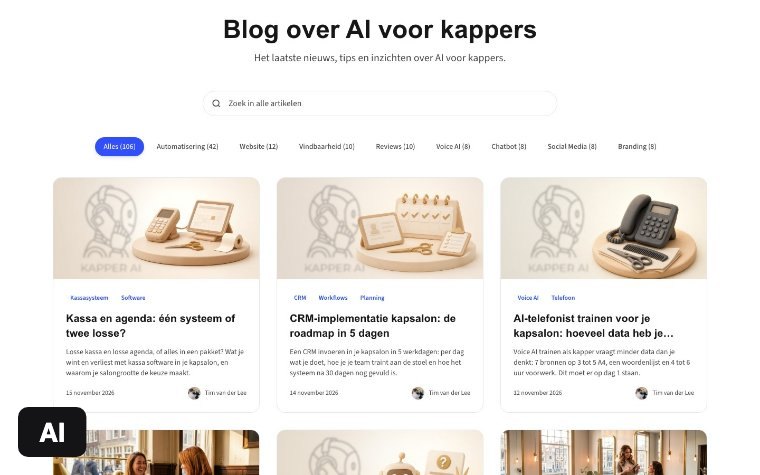 Blog over AI voor kappers
Het laatste nieuws, tips en inzichten over AI voor kappers.
Zoek in alle artikelen
Alles (106) Automatisering (42) Website (12) Vindbaarheid (10) Reviews (10) Voice AI (8) Chatbot (8) Social Media (8) Branding (8)
KAPPER AI
Kassasysteem Software
Kassa en agenda: één systeem of
twee losse?
Losse kassa en losse agenda, of alles in een pakket? Wat je
wint en verliest met kassa software in je kapsalon, en
waarom je salongrootte de keuze maakt.
15 november 2026 Tim van der Lee
KAPPER AI
CRM Workflows Planning
CRM-implementatie kapsalon: de
roadmap in 5 dagen
Een CRM invoeren in je kapsalon in 5 werkdagen: per dag
wat je doet, hoe je je team traint aan de stoel en hoe het
systeem na 30 dagen nog gevuld is.
14 november 2026 Tim van der Lee
KAPPER AI
Voice AI Telefoon
AI-telefonist trainen voor je
kapsalon: hoeveel data heb je...
Voice AI trainen als kapper vraagt minder data dan je
denkt: 7 bronnen op 3 tot 5 A4, een woordenlijst en 4 tot 6
uur voorwerk. Dit moet er op dag 1 staan.
12 november 2026 Tim van der Lee
AI